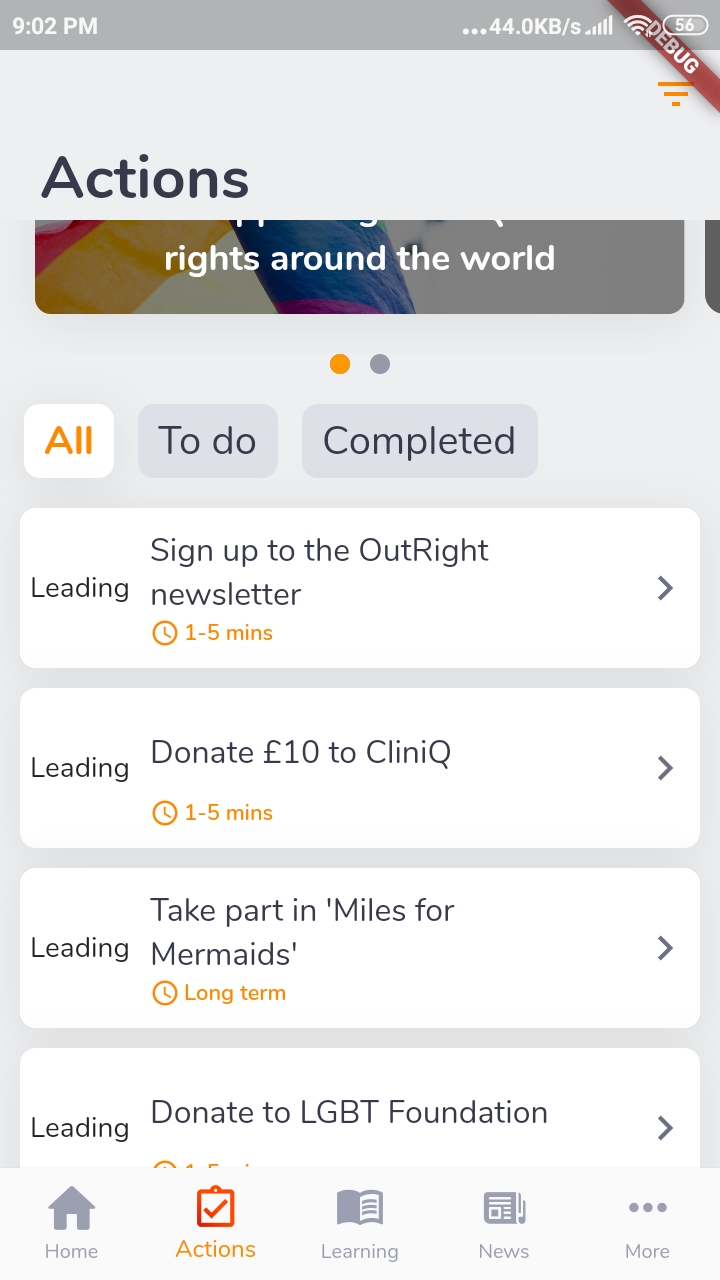 9:02 PM
...44.0KB/s
56
DEBUG
Actions
rights around the world
All
To do
Completed
Sign up to the OutRight
newsletter
Leading
1-5 mins
Donate £10 to CliniQ
Leading
1-5 mins
Take part in 'Miles for
Mermaids'
Leading
Long term
Donate to LGBT Foundation
Leading
Home
Actions
Learning
News
More